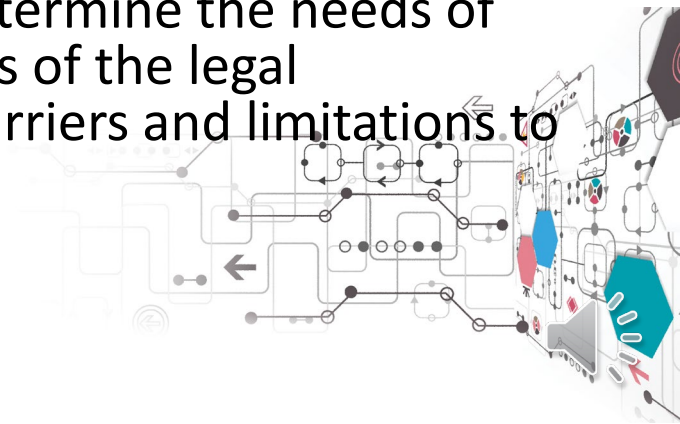 termine the needs of
s of the legal
rriers and limitations to